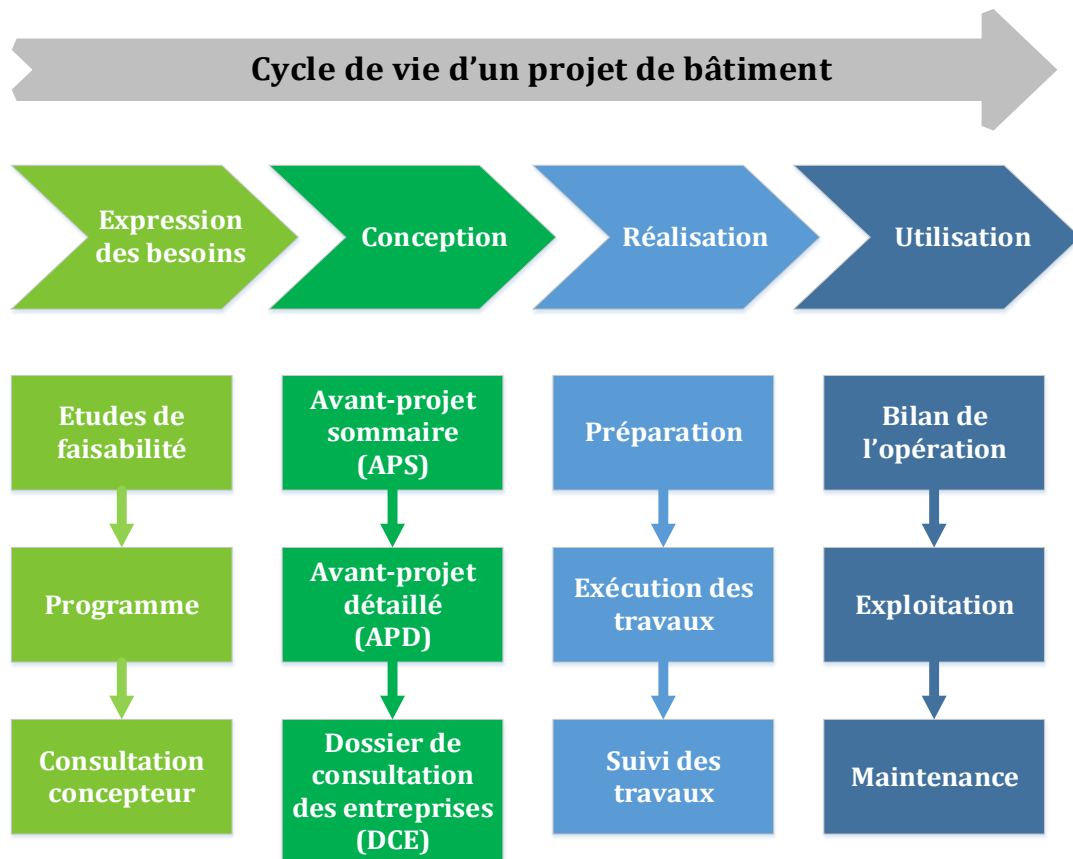 Cycle de vie d’un projet de bâtiment
Expression
des besoins
Conception
Réalisation
Utilisation
Etudes de
faisabilité
Programme
Consultation
concepteur
Avant-projet
sommaire
(APS)
Avant-projet
détaillé
(APD)
Dossier de
consultation
des entreprises
(DCE)
Préparation
Exécution des
travaux
Suivi des
travaux
Bilan de
l’opération
Exploitation
Maintenance